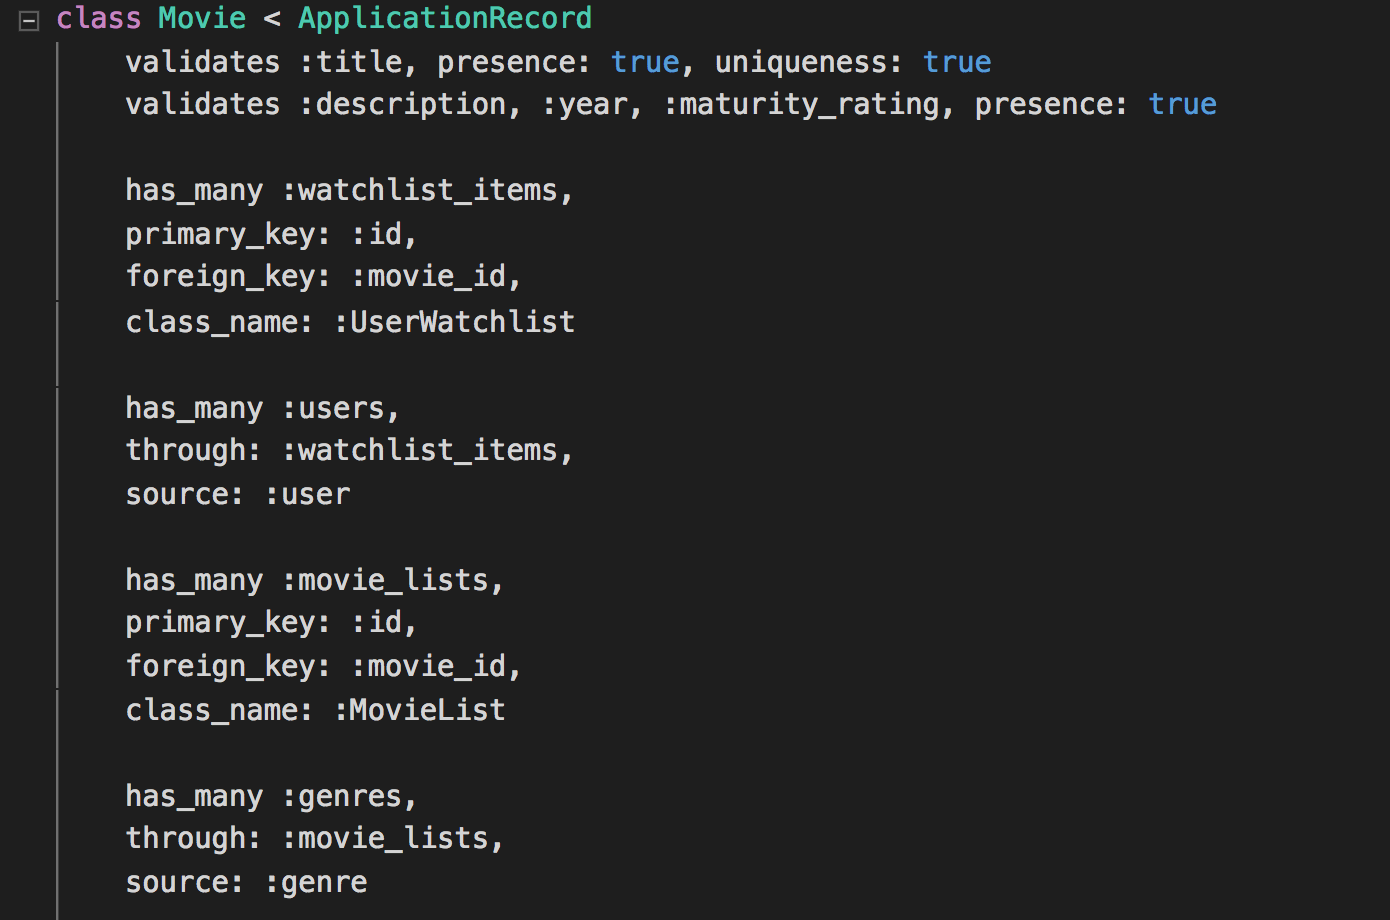 class Movie < ApplicationRecord
validates :title, presence: true, uniqueness: true
validates :description, :year, :maturity_rating, presence: true
has_many :watchlist_items,
primary_key: :id,
foreign_key: :movie_id,
class_name: :UserWatchlist
has_many :users,
through: :watchlist_items,
source: :user
has_many :movie_lists,
primary_key: :id,
foreign_key: :movie_id,
class_name: :MovieList
has_many :genres,
through: :movie_lists,
source: :genre